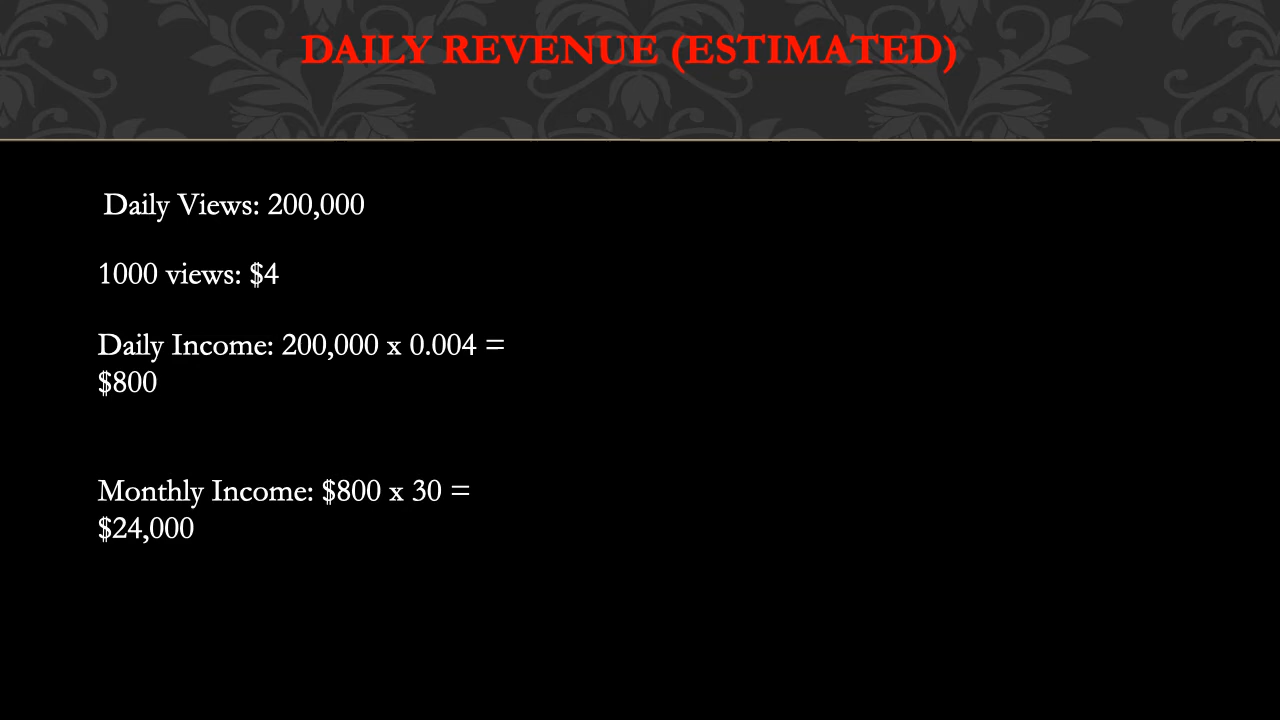 DAILY REVENUE (ESTIMATED)
Daily Views: 200,000
1000 views: $4
Daily Income: 200,000 x 0.004 =
$800
Monthly Income: $800 x 30 =
$24,000